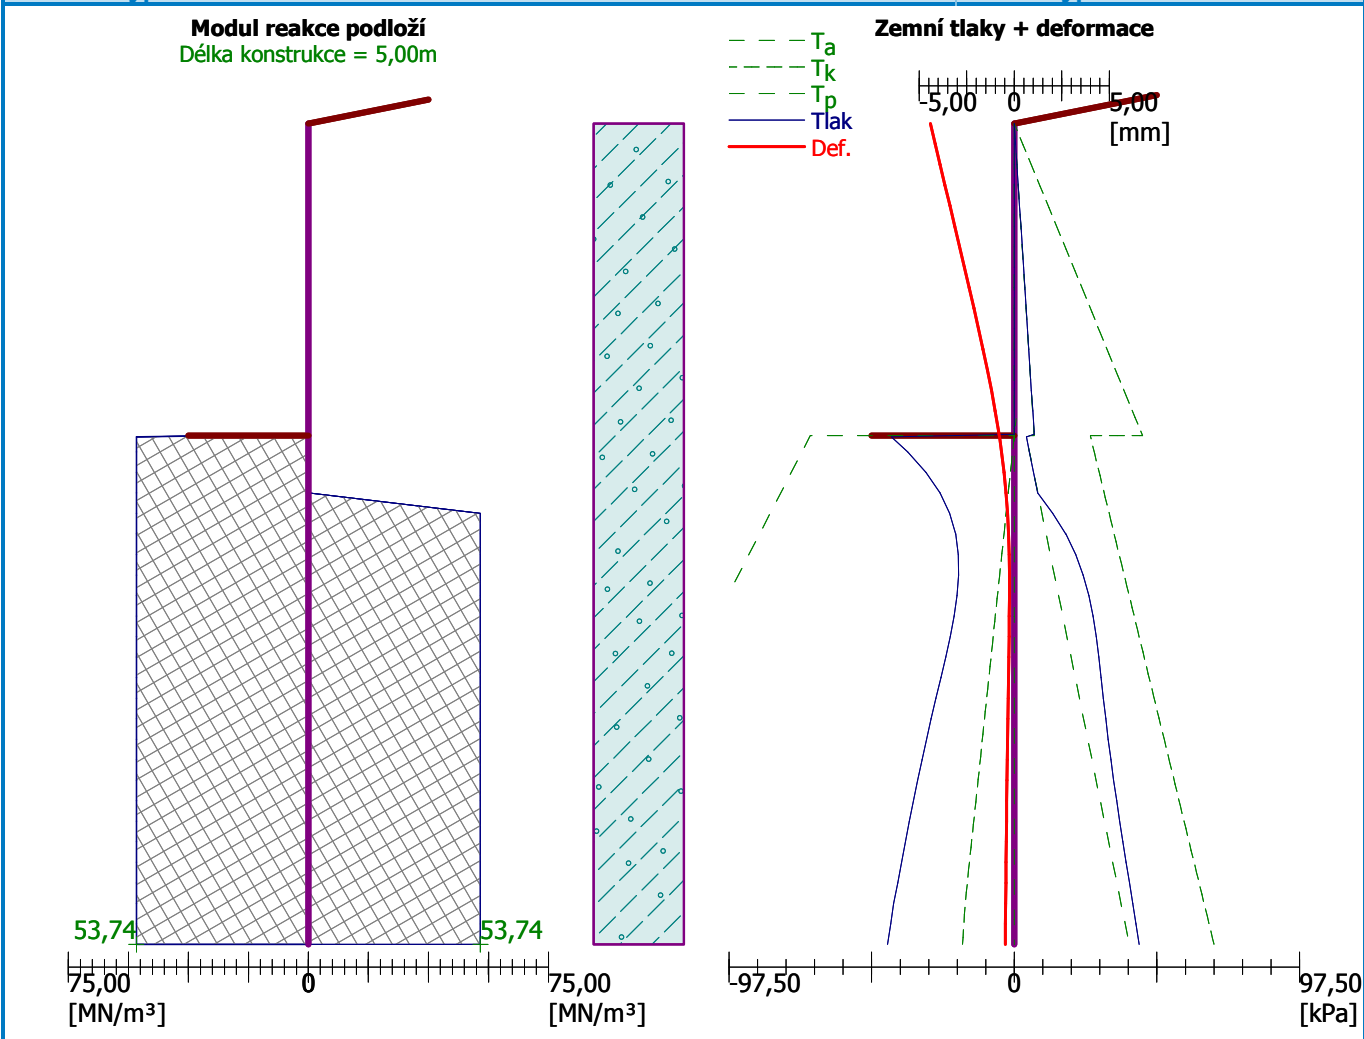 Modul reakce podloží
Délka konstrukce = 5,00m
53,74
53,74
75,00
0
75,00
[MN/m³]
[MN/m³]
Ta
Tk
Tp
Tlak
Def.
Zemní tlaky + deformace
-5,00
0
5,00
[mm]
-97,50
0
97,50
[kPa]